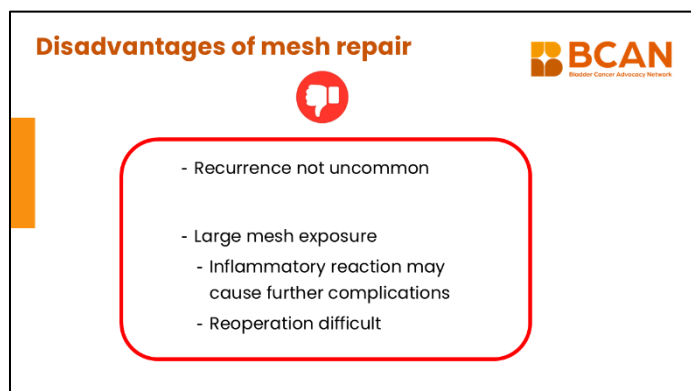 Disadvantages of mesh repair
BCAN
Bladder Cancer Advocacy Network
- Recurrence not uncommon
- Large mesh exposure
- Inflammatory reaction may
cause further complications
- Reoperation difficult